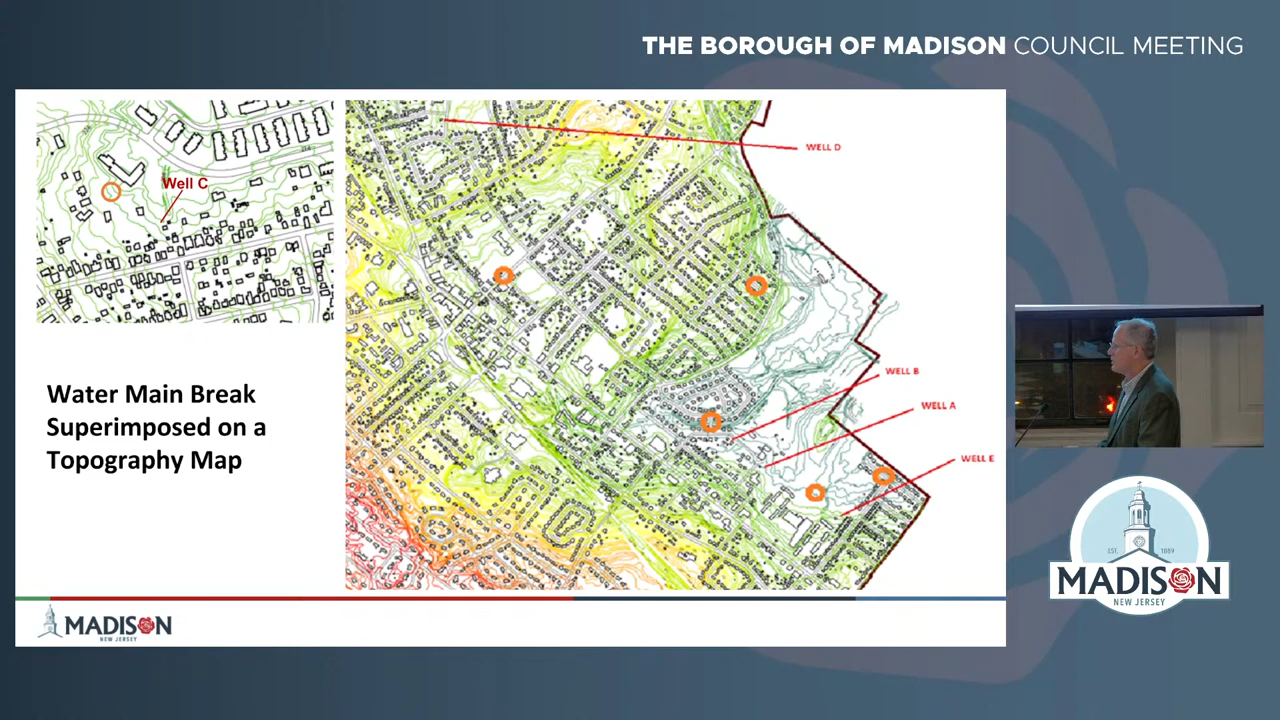 THE BOROUGH OF MADISON COUNCIL MEETING
Well C
WELL D
WELL B
WELL A
WELL E
Water Main Break
Superimposed on a
Topography Map
MADISON
NEW JERSEY
EST. 1889
MADISON
NEW JERSEY